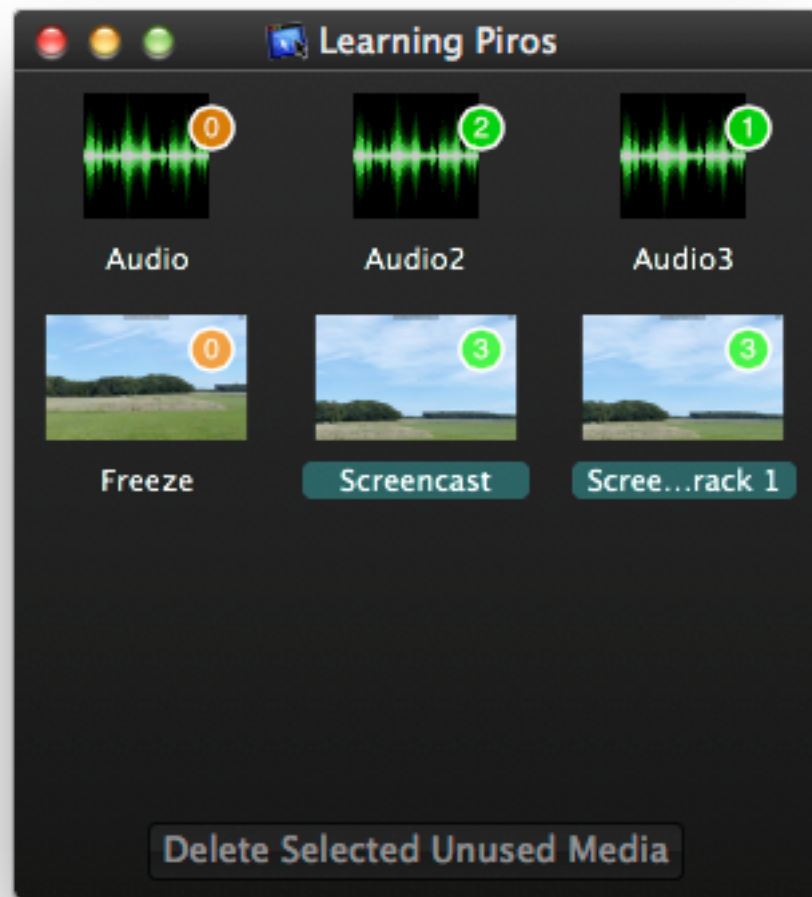 Learning Piros
0 2 1
Audio Audio2 Audio3
0 3 3
Freeze Screencast Scree...rack 1
Delete Selected Unused Media